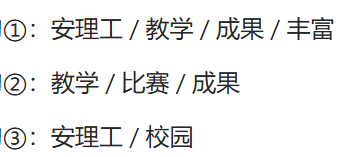 ①：安理工 / 教学 / 成果 / 丰富
②：教学 / 比赛 / 成果
③：安理工 / 校园